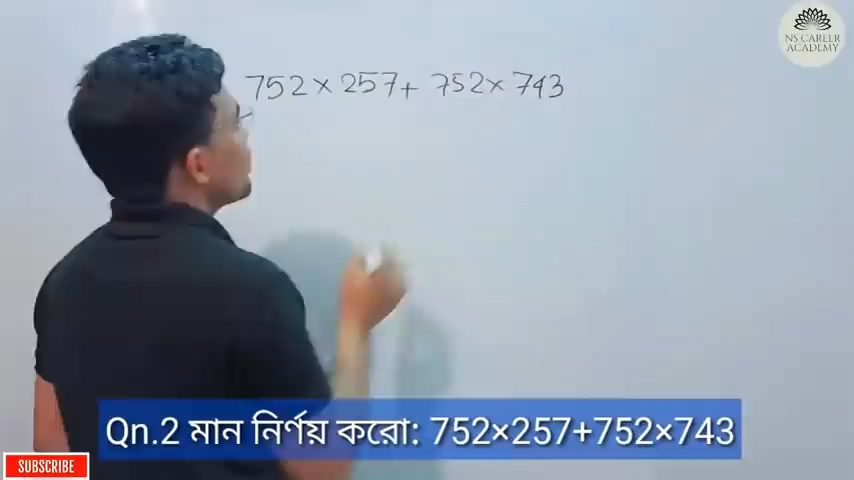 NS CAREER
ACADEMY
752 × 257 + 752 × 743
Qn.2 মান নির্ণয় করো: 752×257+752×743
SUBSCRIBE